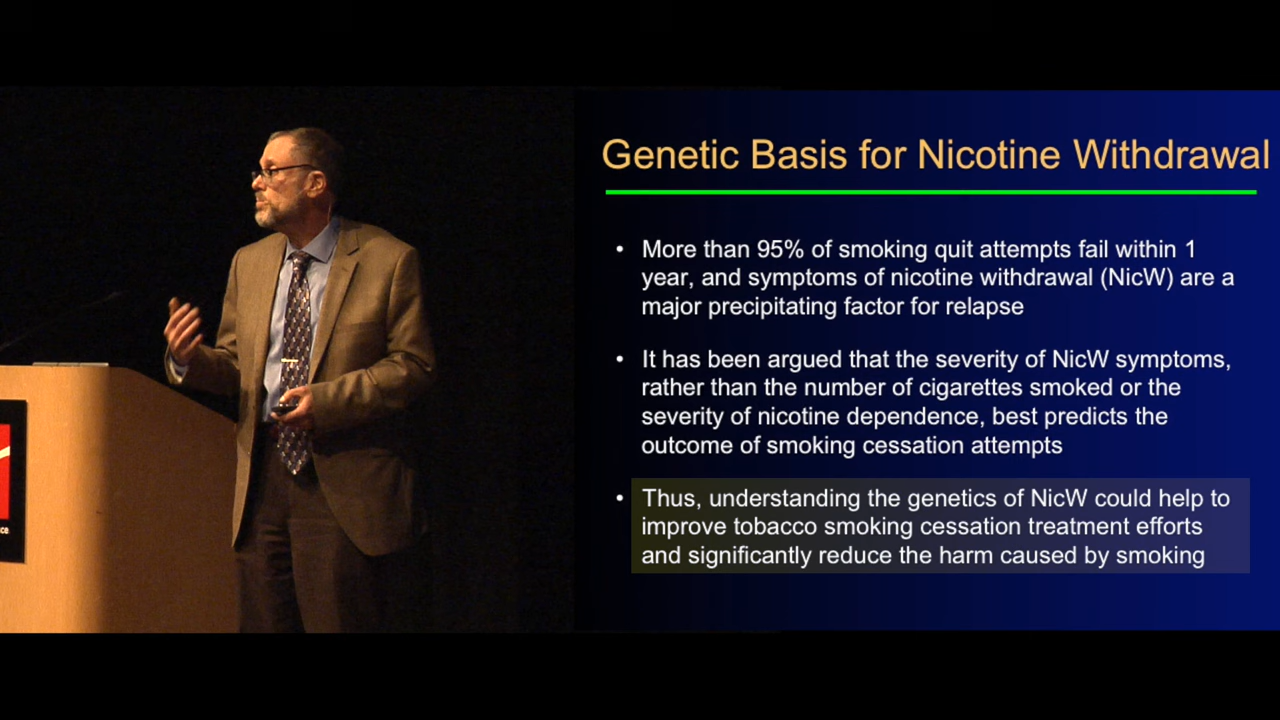 Genetic Basis for Nicotine Withdrawal
• More than 95% of smoking quit attempts fail within 1
year, and symptoms of nicotine withdrawal (NicW) are a
major precipitating factor for relapse
• It has been argued that the severity of NicW symptoms,
rather than the number of cigarettes smoked or the
severity of nicotine dependence, best predicts the
outcome of smoking cessation attempts
• Thus, understanding the genetics of NicW could help to
improve tobacco smoking cessation treatment efforts
and significantly reduce the harm caused by smoking